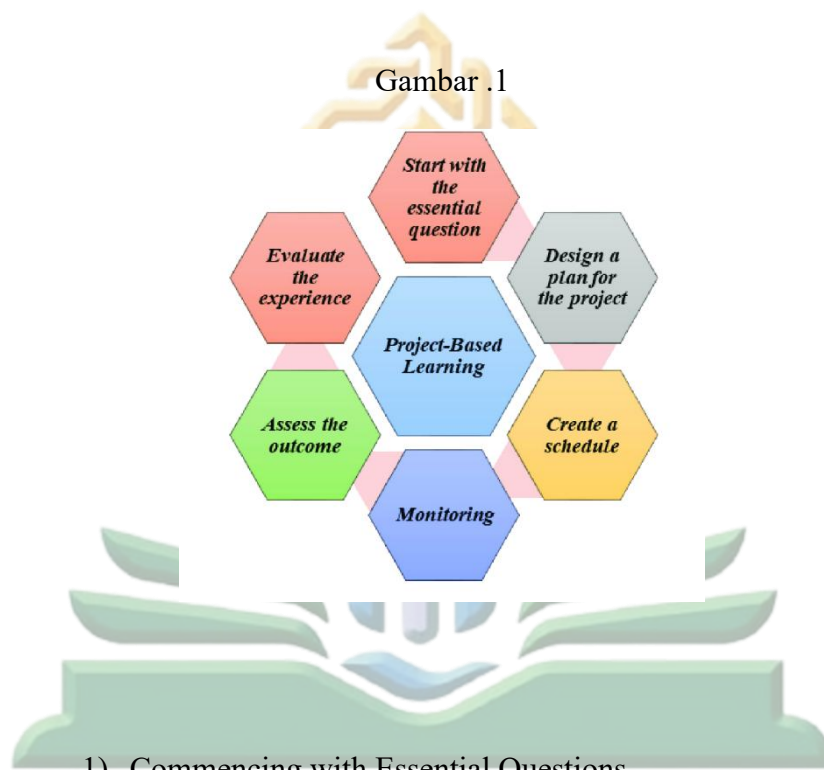 Gambar .1
Start with
the
essential
question
Design a
plan for
the project
Create a
schedule
Monitoring
Assess the
outcome
Evaluate
the
experience
Project-Based
Learning
1) Commencing with Essential Questions